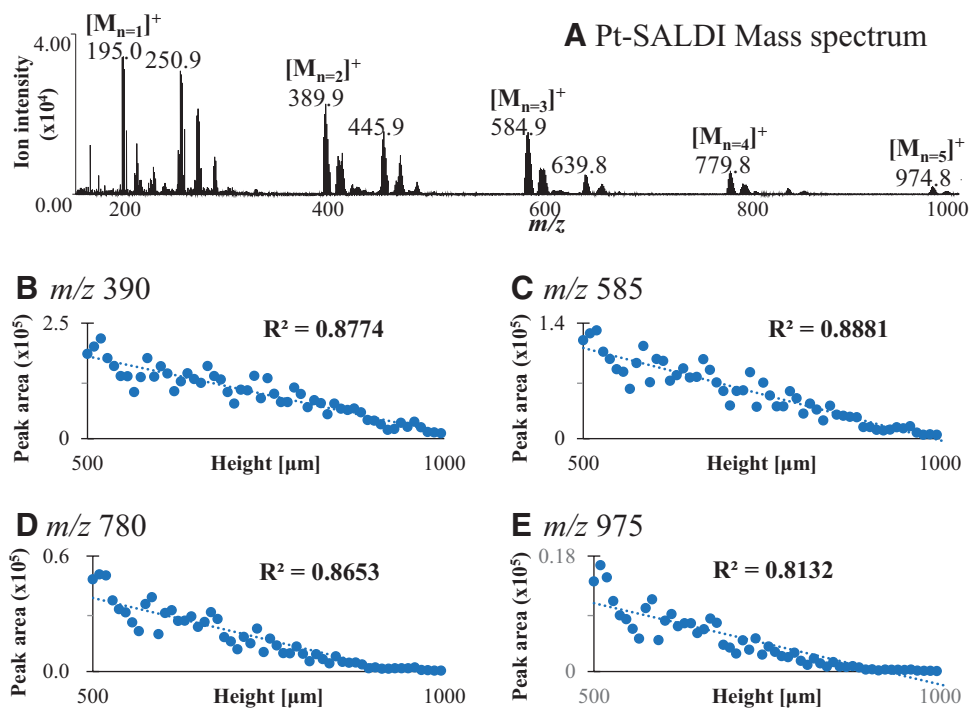 A Pt-SALDI Mass spectrum
Ion intensity
(x10⁴)
4.00
0.00
[Mₙ₌₁]⁺
195.0
250.9
[Mₙ₌₂]⁺
389.9
445.9
[Mₙ₌₃]⁺
584.9
639.8
[Mₙ₌₄]⁺
779.8
[Mₙ₌₅]⁺
974.8
200 400 600 800 1000
m/z
B m/z 390
Peak area (x10⁵)
2.5
R² = 0.8774
0
500 Height [µm] 1000
C m/z 585
Peak area (x10⁵)
1.4
R² = 0.8881
0
500 Height [µm] 1000
D m/z 780
Peak area (x10⁵)
0.6
R² = 0.8653
0.0
500 Height [µm] 1000
E m/z 975
Peak area (x10⁵)
0.18
R² = 0.8132
0
500 Height [µm] 1000